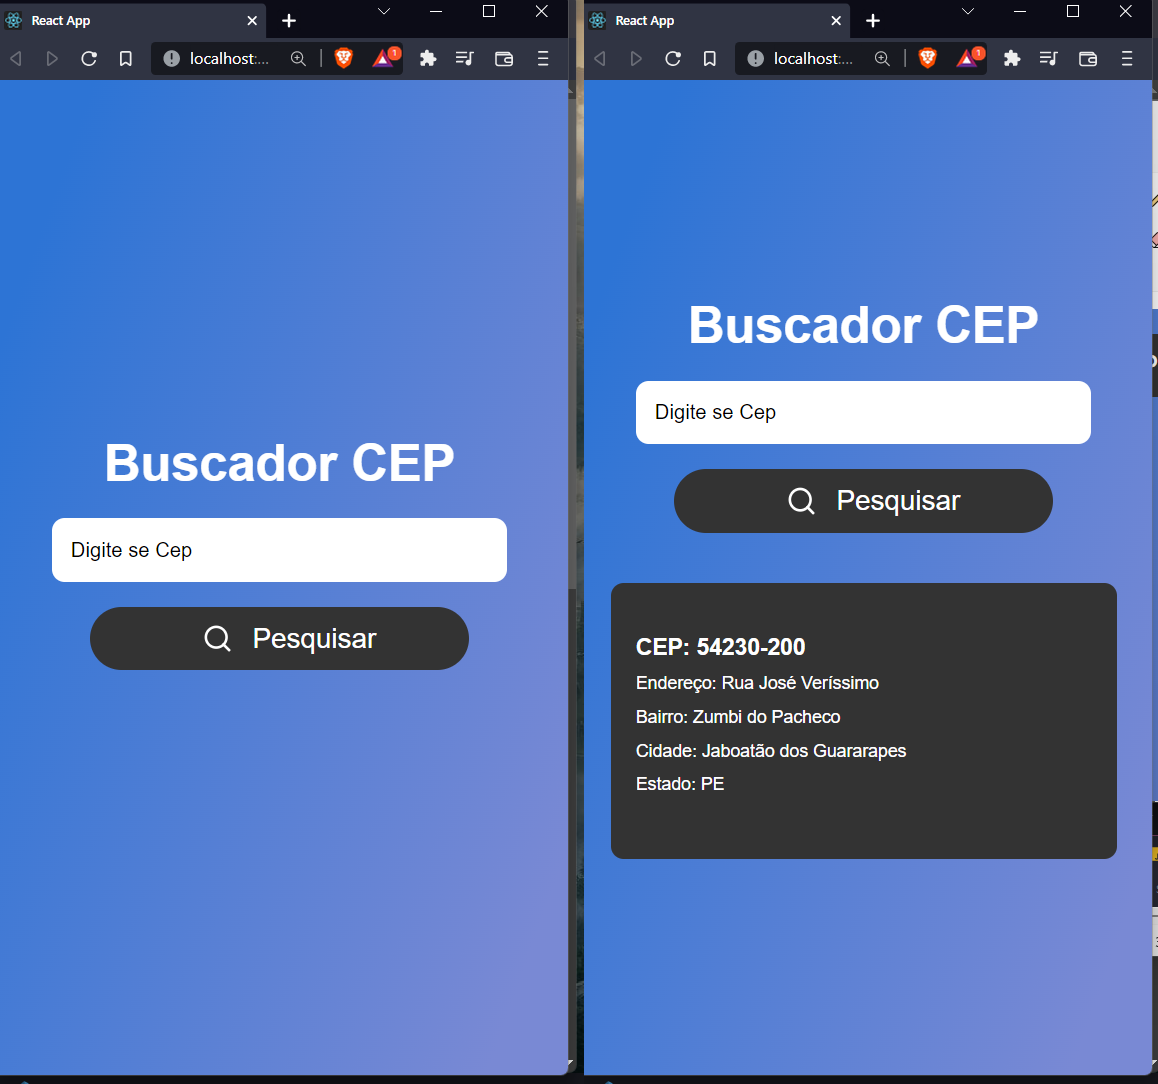 React App
localhost:...
1
Buscador CEP
Digite se Cep
Pesquisar
React App
localhost:...
1
Buscador CEP
Digite se Cep
Pesquisar
CEP: 54230-200
Endereço: Rua José Veríssimo
Bairro: Zumbi do Pacheco
Cidade: Jaboatão dos Guararapes
Estado: PE